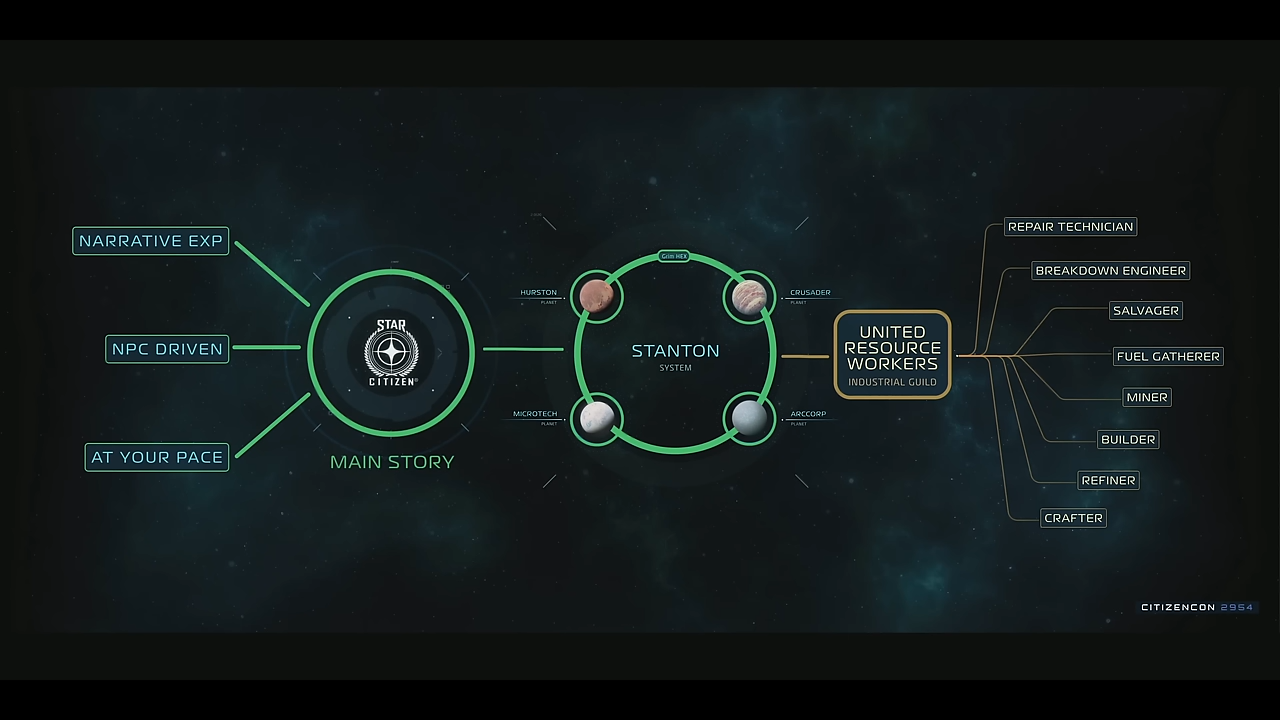 NARRATIVE EXP
NPC DRIVEN
AT YOUR PACE
STAR
CITIZEN®
MAIN STORY
Grim HEX
HURSTON
PLANET
CRUSADER
PLANET
STANTON
SYSTEM
MICROTECH
PLANET
ARCCORP
PLANET
UNITED
RESOURCE
WORKERS
INDUSTRIAL GUILD
REPAIR TECHNICIAN
BREAKDOWN ENGINEER
SALVAGER
FUEL GATHERER
MINER
BUILDER
REFINER
CRAFTER
CITIZENCON 2954